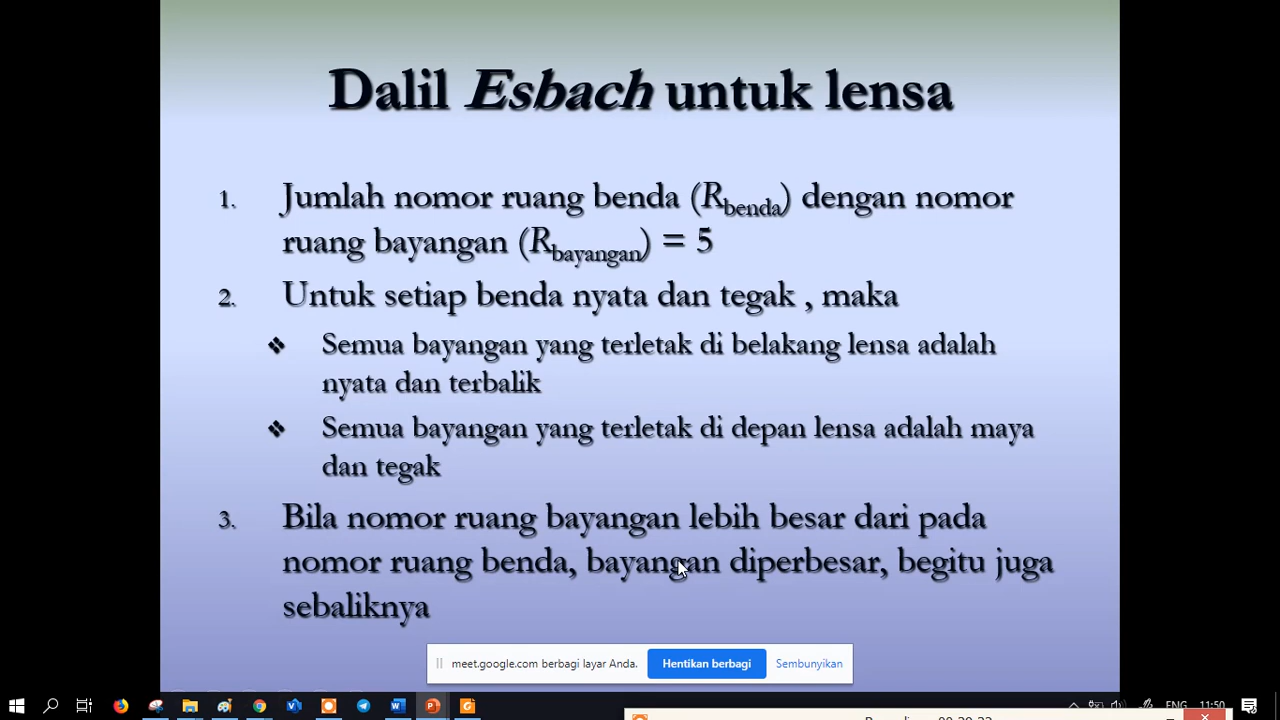 Dalil Esbach untuk lensa
1. Jumlah nomor ruang benda (Rbenda) dengan nomor
ruang bayangan (Rbayangan) = 5
2. Untuk setiap benda nyata dan tegak , maka
❖ Semua bayangan yang terletak di belakang lensa adalah
nyata dan terbalik
❖ Semua bayangan yang terletak di depan lensa adalah maya
dan tegak
3. Bila nomor ruang bayangan lebih besar dari pada
nomor ruang benda, bayangan diperbesar, begitu juga
sebaliknya
meet.google.com berbagi layar Anda. Hentikan berbagi Sembunyikan
ENG 11:50